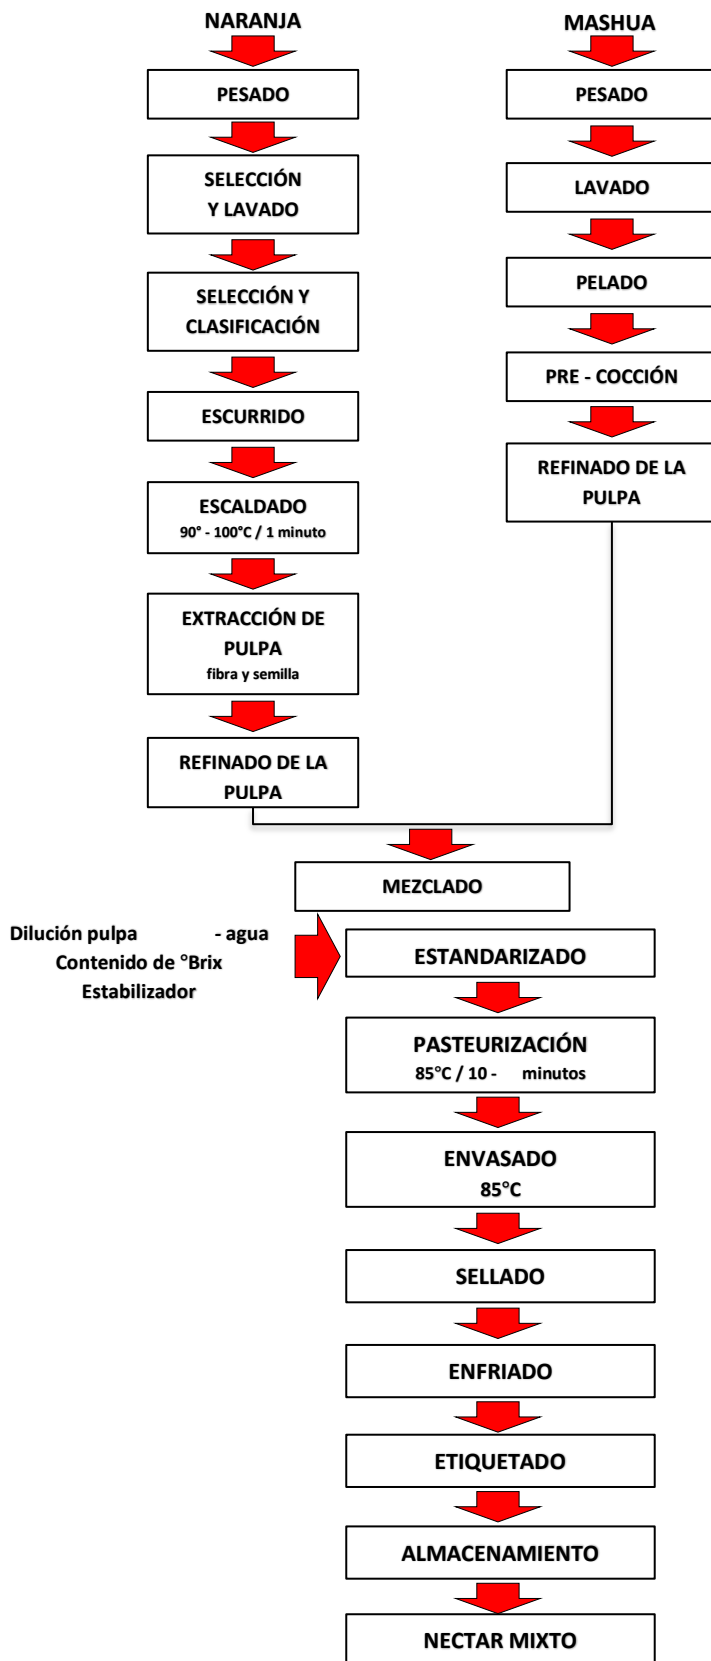 NARANJA
PESADO
SELECCIÓN
Y LAVADO
SELECCIÓN Y
CLASIFICACIÓN
ESCURRIDO
ESCALDADO
90° - 100°C / 1 minuto
EXTRACCIÓN DE
PULPA
fibra y semilla
REFINADO DE LA
PULPA
MASHUA
PESADO
LAVADO
PELADO
PRE - COCCIÓN
REFINADO DE LA
PULPA
MEZCLADO
Dilución pulpa - agua
Contenido de °Brix
Estabilizador
ESTANDARIZADO
PASTEURIZACIÓN
85°C / 10 - minutos
ENVASADO
85°C
SELLADO
ENFRIADO
ETIQUETADO
ALMACENAMIENTO
NECTAR MIXTO